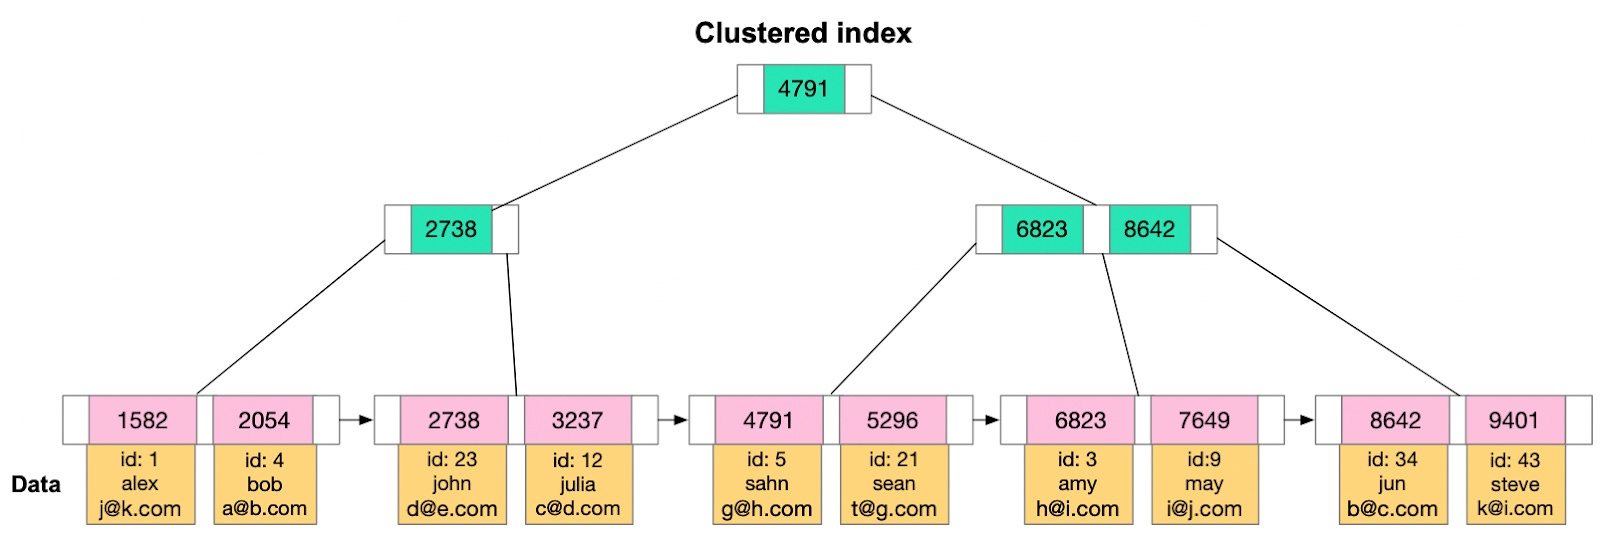 Clustered index
4791
2738
6823 8642
1582 2054 2738 3237 4791 5296 6823 7649 8642 9401
Data
id: 1
alex
j@k.com
id: 4
bob
a@b.com
id: 23
john
d@e.com
id: 12
julia
c@d.com
id: 5
sahn
g@h.com
id: 21
sean
t@g.com
id: 3
amy
h@i.com
id:9
may
i@j.com
id: 34
jun
b@c.com
id: 43
steve
k@i.com